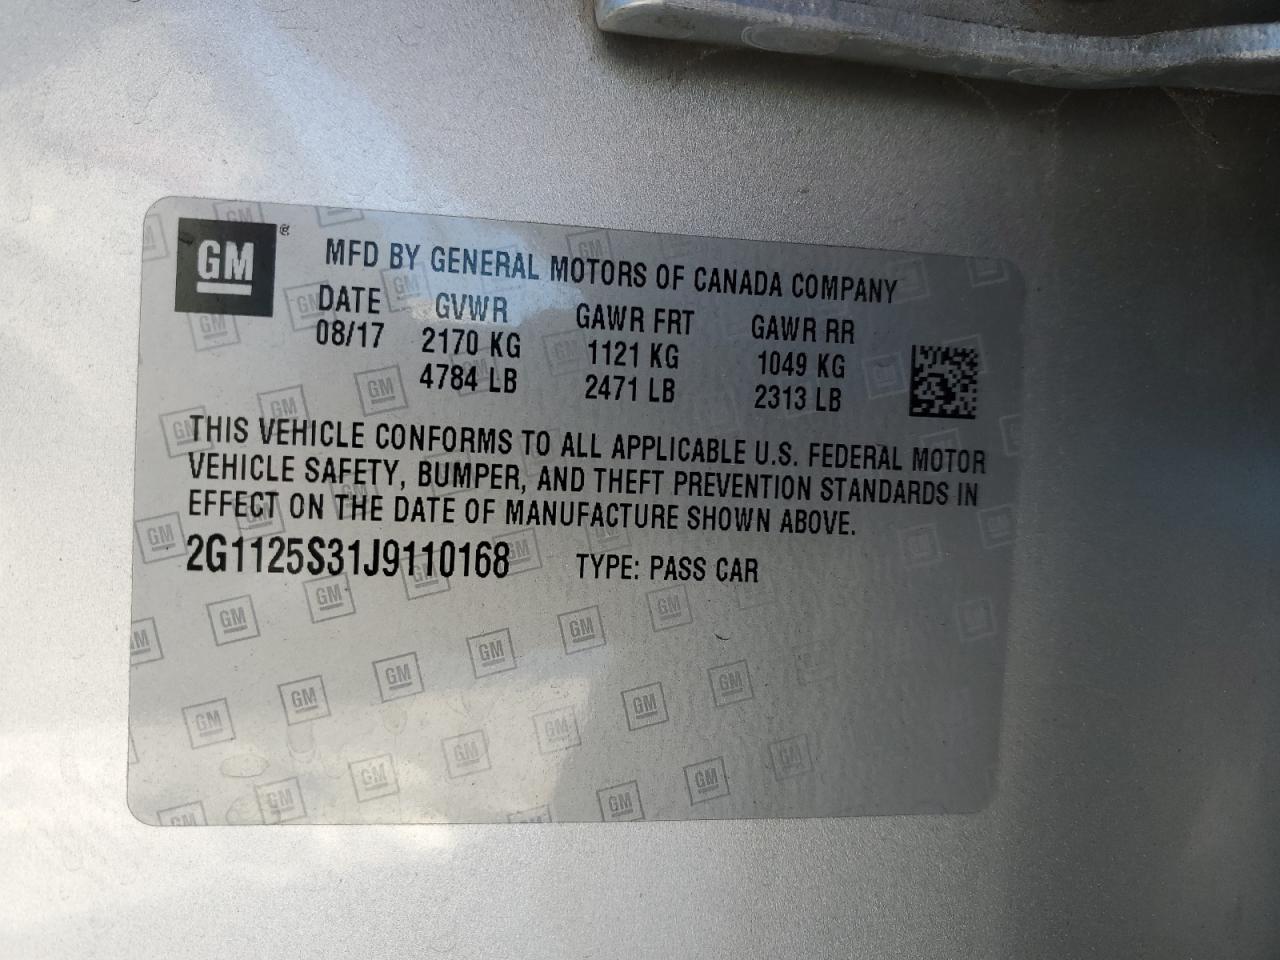 GM ®
MFD BY GENERAL MOTORS OF CANADA COMPANY
DATE GVWR GAWR FRT GAWR RR
08/17 2170 KG 1121 KG 1049 KG
4784 LB 2471 LB 2313 LB
THIS VEHICLE CONFORMS TO ALL APPLICABLE U.S. FEDERAL MOTOR
VEHICLE SAFETY, BUMPER, AND THEFT PREVENTION STANDARDS IN
EFFECT ON THE DATE OF MANUFACTURE SHOWN ABOVE.
2G1125S31J9110168 TYPE: PASS CAR